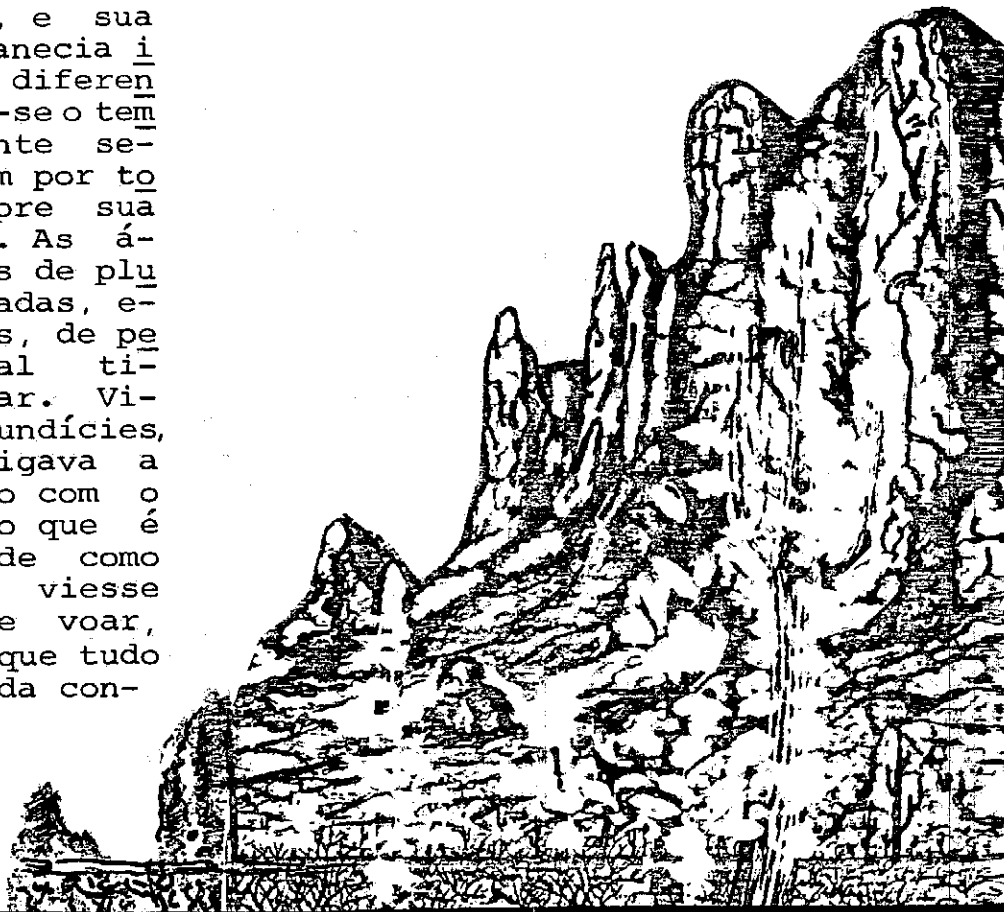 , e sua
anecia i
diferen
-se o tem
nte se-
m por to
pre sua
. As á-
s de plu
adas, e-
s, de pe
al ti-
ar. Vi-
undícies,
igava a
o com o
o que é
de como
viesse
e voar,
que tudo
da con-